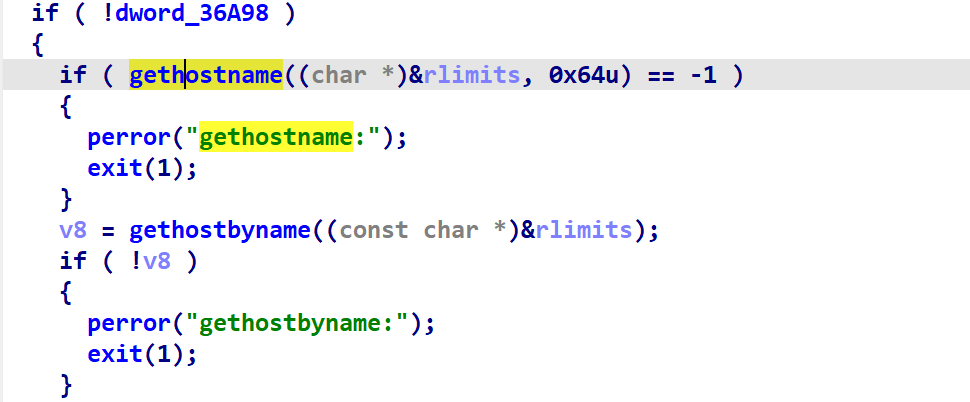 if ( !dword_36A98 )
{
if ( gethostname((char *)&rlimits, 0x64u) == -1 )
{
perror("gethostname:");
exit(1);
}
v8 = gethostbyname((const char *)&rlimits);
if ( !v8 )
{
perror("gethostbyname:");
exit(1);
}